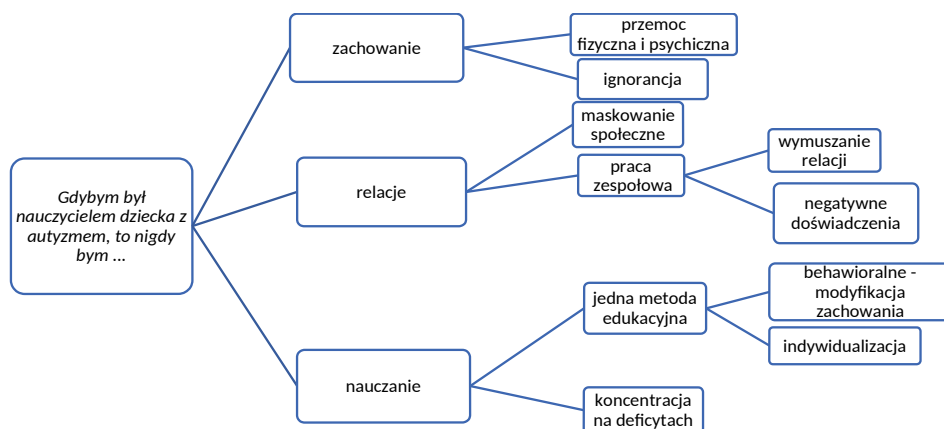 Gdybym był
nauczycielem dziecka z
autyzmem, to nigdy
bym ...
zachowanie
przemoc
fizyczna i psychiczna
ignorancja
relacje
maskowanie
społeczne
praca
zespołowa
wymuszanie
relacji
negatywne
doświadczenia
nauczanie
jedna metoda
edukacyjna
behawioralne -
modyfikacja
zachowania
indywidualizacja
koncentracja
na deficytach